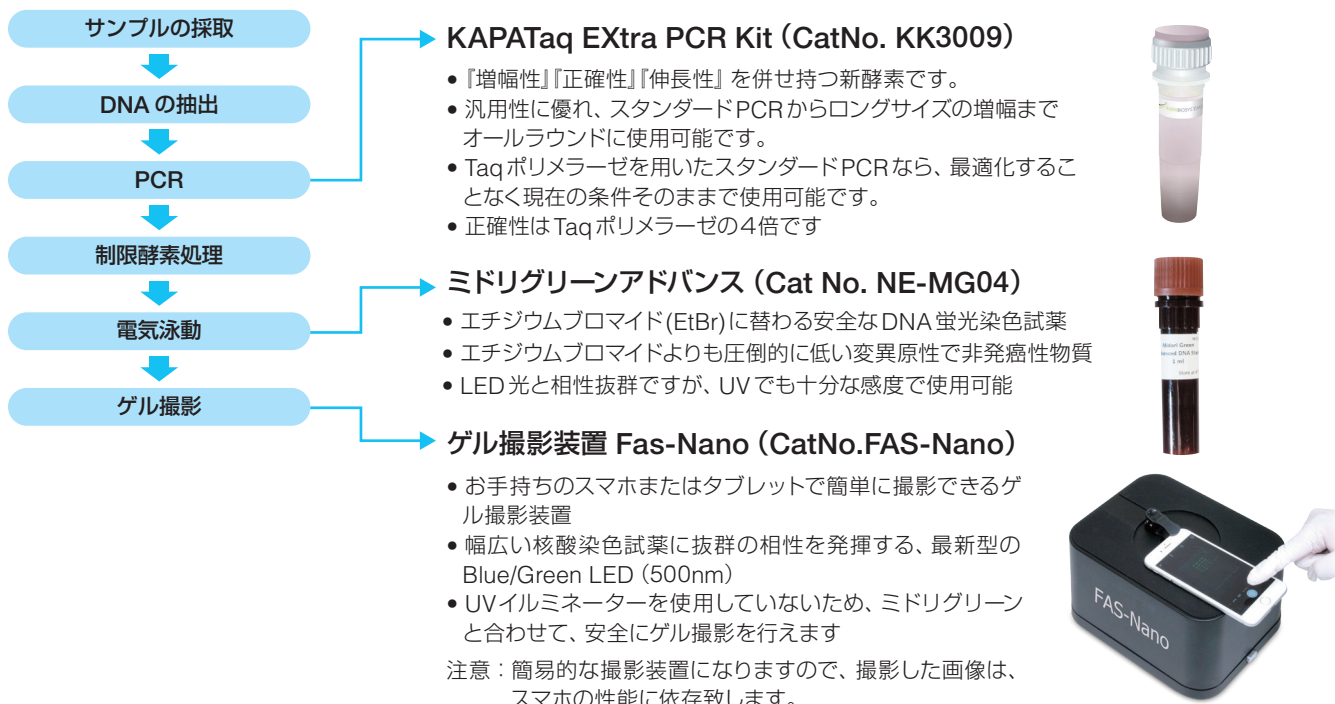 サンプルの採取
DNA の抽出
PCR
制限酵素処理
電気泳動
ゲル撮影
KAPATaq EXtra PCR Kit（CatNo. KK3009）
• 『増幅性』『正確性』『伸長性』を併せ持つ新酵素です。
• 汎用性に優れ、スタンダードPCRからロングサイズの増幅まで
オールラウンドに使用可能です。
• Taqポリメラーゼを用いたスタンダードPCRなら、最適化するこ
となく現在の条件そのままで使用可能です。
• 正確性はTaqポリメラーゼの4倍です
ミドリグリーンアドバンス（Cat No. NE-MG04）
• エチジウムブロマイド(EtBr)に替わる安全なDNA蛍光染色試薬
• エチジウムブロマイドよりも圧倒的に低い変異原性で非発癌性物質
• LED光と相性抜群ですが、UVでも十分な感度で使用可能
Midori Green
1 ml
ゲル撮影装置 Fas-Nano（CatNo.FAS-Nano）
• お手持ちのスマホまたはタブレットで簡単に撮影できるゲ
ル撮影装置
• 幅広い核酸染色試薬に抜群の相性を発揮する、最新型の
Blue/Green LED（500nm）
• UVイルミネーターを使用していないため、ミドリグリーン
と合わせて、安全にゲル撮影を行えます
注意：簡易的な撮影装置になりますので、撮影した画像は、
スマホの性能に依存致します。
FAS-Nano